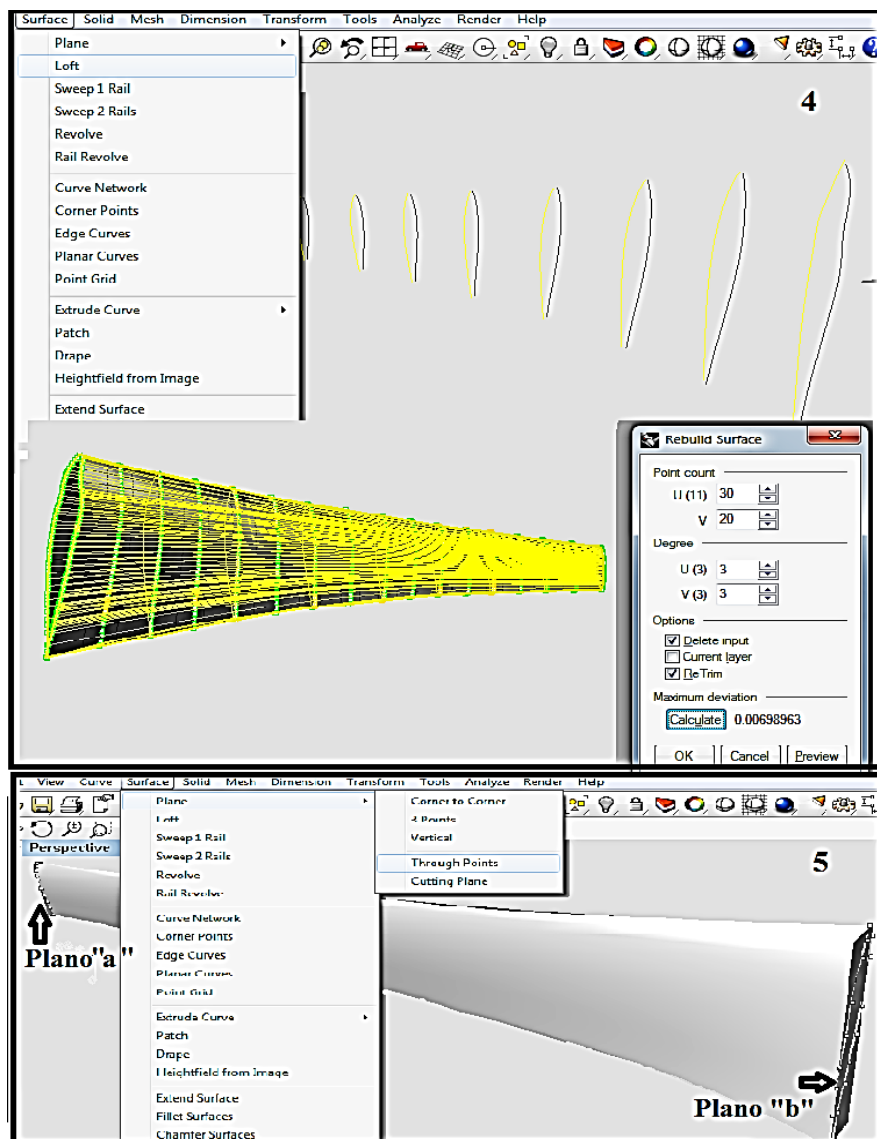 Surface Solid Mesh Dimension Transform Tools Analyze Render Help
Plane
Loft
Sweep 1 Rail
Sweep 2 Rails
Revolve
Rail Revolve
Curve Network
Corner Points
Edge Curves
Planar Curves
Point Grid
Extrude Curve
Patch
Drape
Heightfield from Image
Extend Surface
4
Rebuild Surface
Point count
U (11) 30
V 20
Degree
U (3) 3
V (3) 3
Options
Delete input
Current layer
ReTrim
Maximum deviation
Calculate 0.00698963
OK Cancel Preview
View Curve Surface Solid Mesh Dimension Transform Tools Analyze Render Help
Perspective
Plano "a"
Plane
Loft
Sweep 1 Rail
Sweep 2 Rails
Revolve
Rail Revolve
Curve Network
Corner Points
Edge Curves
Planar Curves
Point Grid
Extrude Curve
Patch
Drape
Heightfield from Image
Extend Surface
Fillet Surfaces
Chamfer Surfaces
Corner to Corner
3 Points
Vertical
Through Points
Cutting Plane
5
Plano "b"